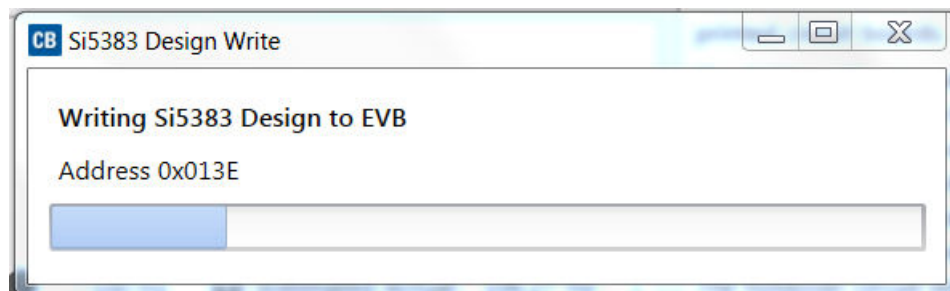 CB Si5383 Design Write
Writing Si5383 Design to EVB
Address 0x013E